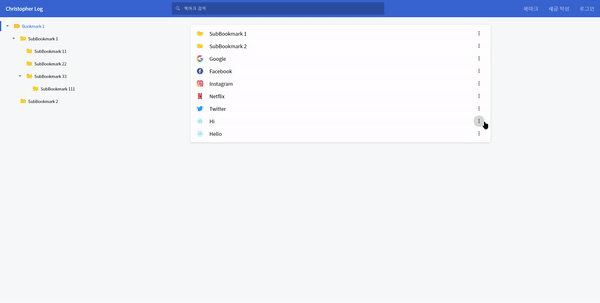 Christopher Log
북마크 검색
북마크
새글 작성
로그인
Bookmark 1
SubBookmark 1
SubBookmark 11
SubBookmark 22
SubBookmark 33
SubBookmark 111
SubBookmark 2
SubBookmark 1
SubBookmark 2
Google
Facebook
Instagram
Netflix
Twitter
Hi
Hello